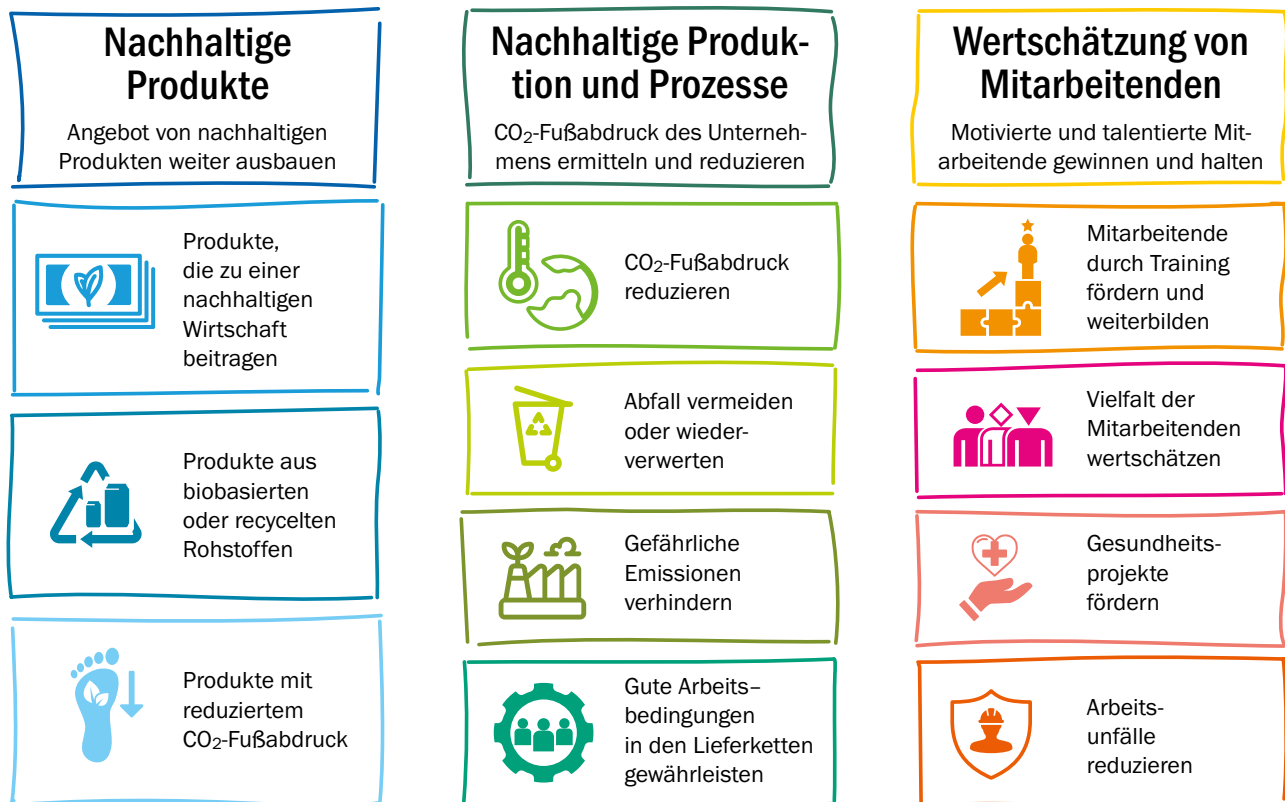 Nachhaltige
Produkte
Angebot von nachhaltigen
Produkten weiter ausbauen
Produkte,
die zu einer
nachhaltigen
Wirtschaft
beitragen
Produkte aus
biobasierten
oder recycelten
Rohstoffen
Produkte mit
reduziertem
CO₂-Fußabdruck
Nachhaltige Produk-
tion und Prozesse
CO₂-Fußabdruck des Unterneh-
mens ermitteln und reduzieren
CO₂-Fußabdruck
reduzieren
Abfall vermeiden
oder wieder-
verwerten
Gefährliche
Emissionen
verhindern
Gute Arbeits–
bedingungen
in den Lieferketten
gewährleisten
Wertschätzung von
Mitarbeitenden
Motivierte und talentierte Mit-
arbeitende gewinnen und halten
Mitarbeitende
durch Training
fördern und
weiterbilden
Vielfalt der
Mitarbeitenden
wertschätzen
Gesundheits-
projekte
fördern
Arbeits-
unfälle
reduzieren